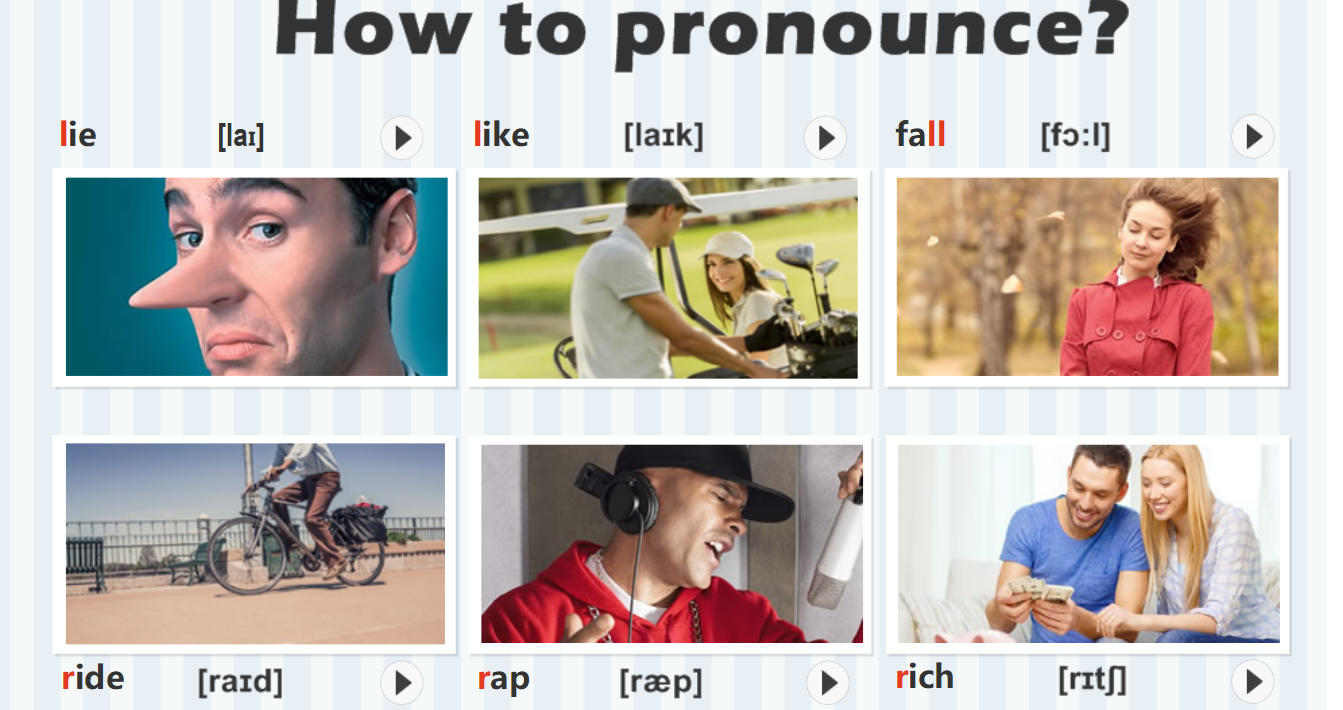 How to pronounce?
lie [laɪ] like [laɪk] fall [fɔ:l]
ride [raɪd] rap [ræp] rich [rɪtʃ]